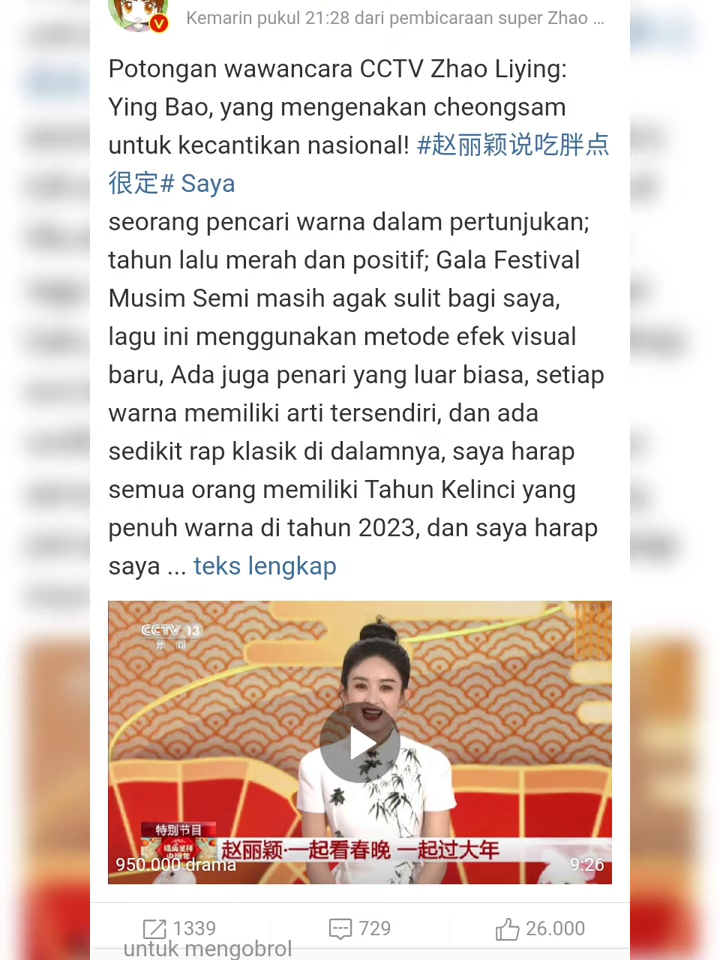 Kemarin pukul 21:28 dari pembicaraan super Zhao ...
Potongan wawancara CCTV Zhao Liying:
Ying Bao, yang mengenakan cheongsam
untuk kecantikan nasional! #赵丽颖说吃胖点
很定# Saya
seorang pencari warna dalam pertunjukan;
tahun lalu merah dan positif; Gala Festival
Musim Semi masih agak sulit bagi saya,
lagu ini menggunakan metode efek visual
baru, Ada juga penari yang luar biasa, setiap
warna memiliki arti tersendiri, dan ada
sedikit rap klasik di dalamnya, saya harap
semua orang memiliki Tahun Kelinci yang
penuh warna di tahun 2023, dan saya harap
saya ... teks lengkap
CCTV 13
新闻
特别节目
赵丽颖·一起看春晚 一起过大年
950.000 drama
9:26
1339
729
26.000
untuk mengobrol